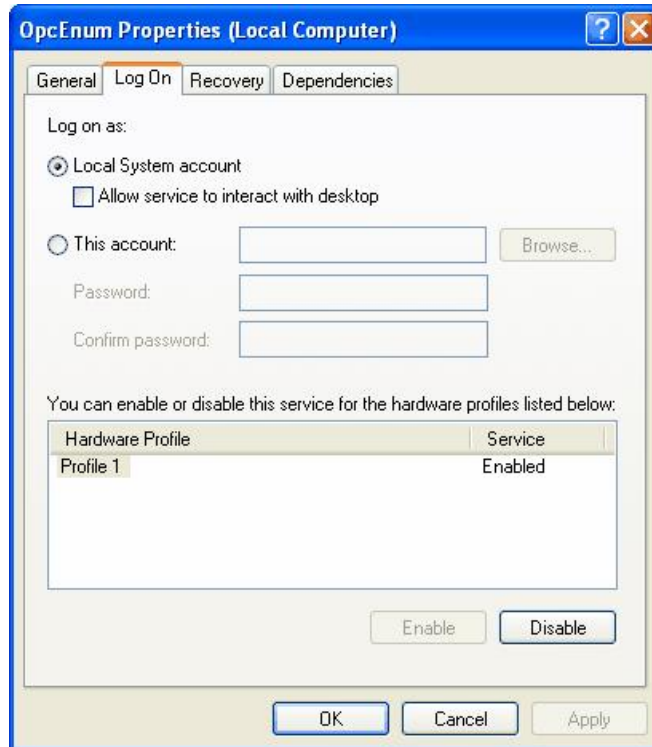 OpcEnum Properties (Local Computer)
General Log On Recovery Dependencies
Log on as:
Local System account
Allow service to interact with desktop
This account: Browse...
Password:
Confirm password:
You can enable or disable this service for the hardware profiles listed below:
Hardware Profile Service
Profile 1 Enabled
Enable Disable
OK Cancel Apply